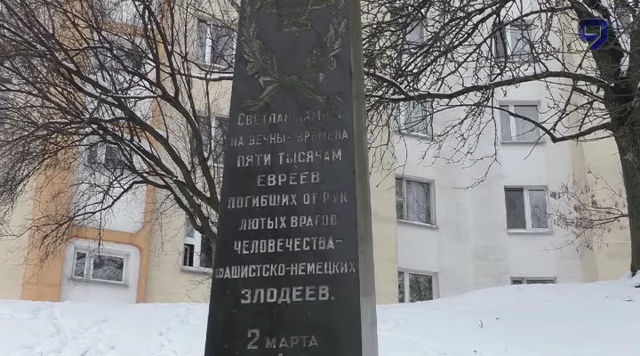 СВЕТЛАЯ ПАМЯТЬ
НА ВЕЧНЫЕ ВРЕМЕНА
ПЯТИ ТЫСЯЧАМ
ЕВРЕЕВ
ПОГИБШИХ ОТ РУК
ЛЮТЫХ ВРАГОВ
ЧЕЛОВЕЧЕСТВА-
ФАШИСТСКО-НЕМЕЦКИХ
ЗЛОДЕЕВ.
2 МАРТА